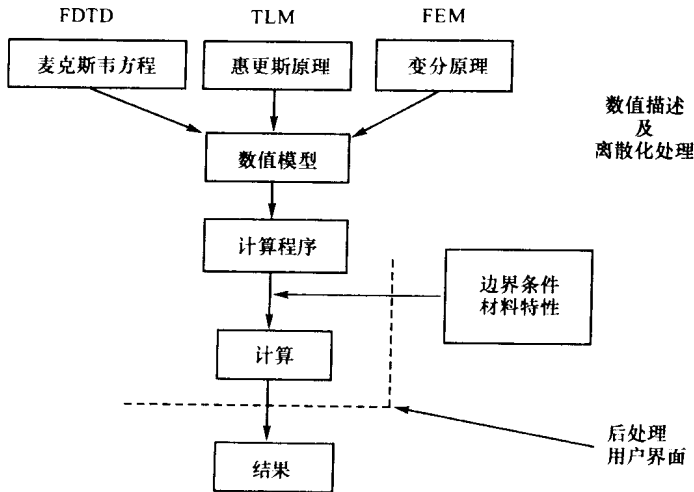 FDTD
TLM
FEM
麦克斯韦方程
惠更斯原理
变分原理
数值描述
及
离散化处理
数值模型
计算程序
边界条件
材料特性
计算
后处理
用户界面
结果